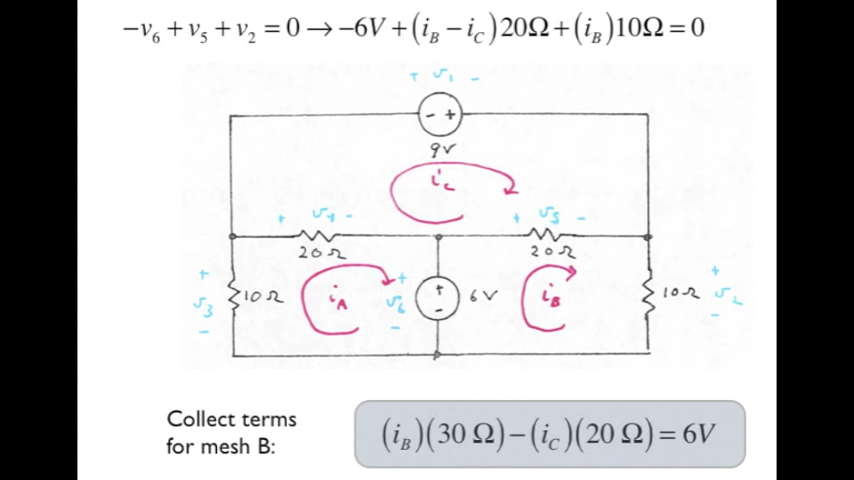 −v₆ + v₅ + v₂ = 0 → −6V + (i_B − i_C)20Ω + (i_B)10Ω = 0
+ v₁ −
− +
9V
i_C
+ v₄ − + v₅ −
20Ω 20Ω
+ v₃ − 10Ω i_A + v₆ − + − 6V i_B 10Ω + v₂ −
Collect terms
for mesh B:
(i_B)(30 Ω) − (i_C)(20 Ω) = 6V